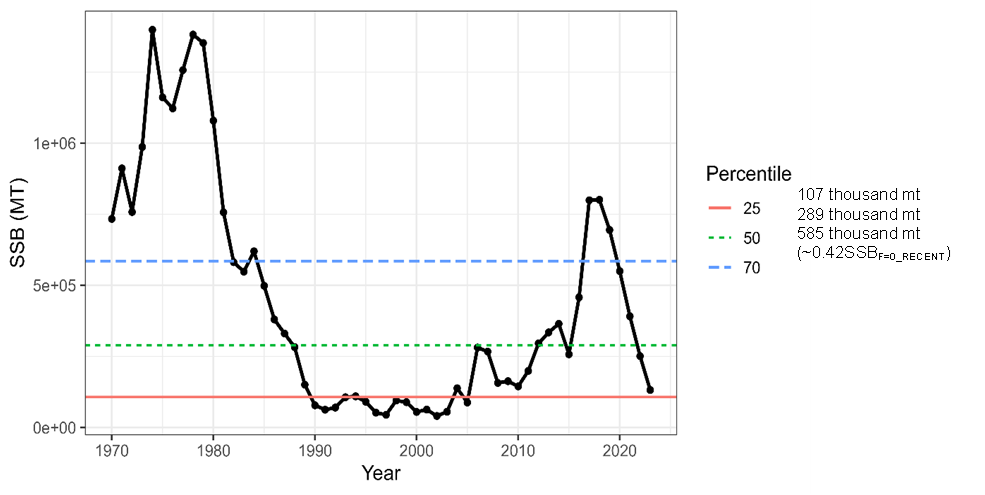 SSB (MT)
1e+06
5e+05
0e+00
1970 1980 1990 2000 2010 2020
Year
Percentile
25
50
70
107 thousand mt
289 thousand mt
585 thousand mt
(~0.42SSBF=0_RECENT)